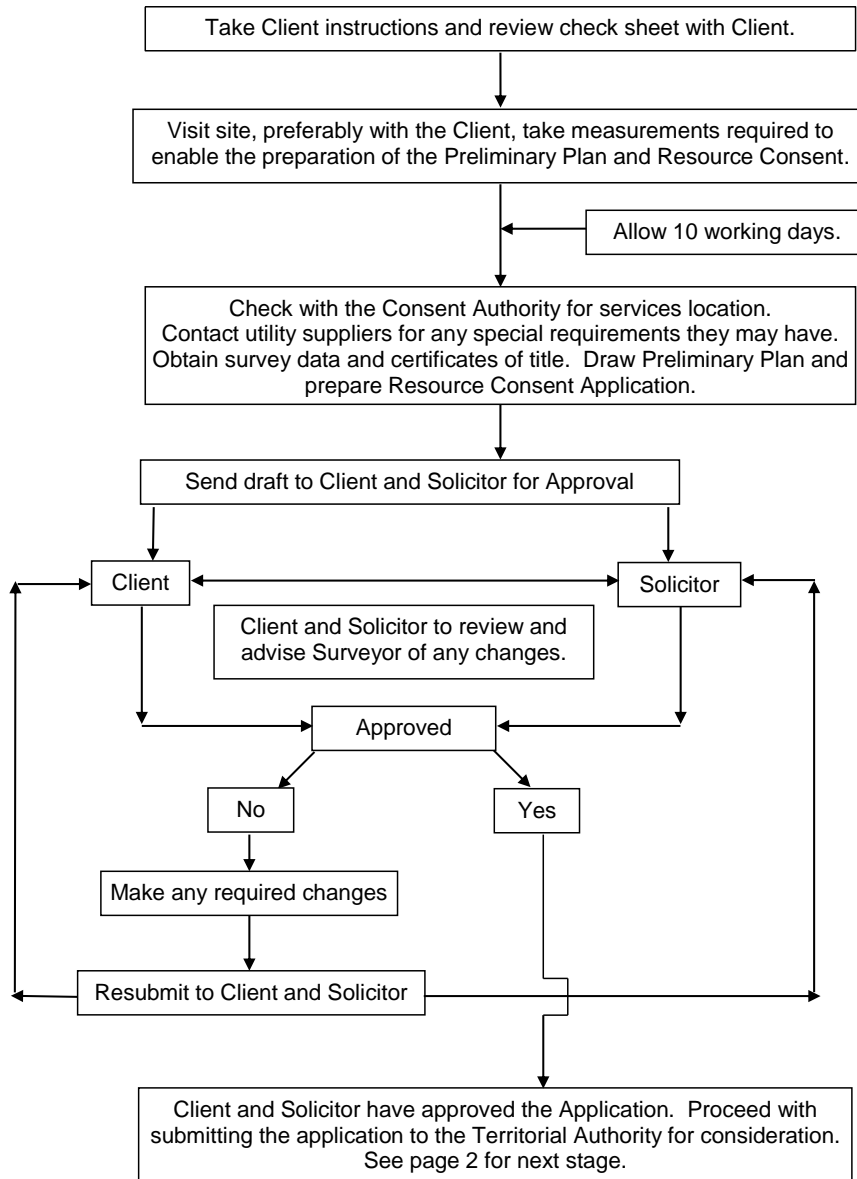 Take Client instructions and review check sheet with Client.
Visit site, preferably with the Client, take measurements required to
enable the preparation of the Preliminary Plan and Resource Consent.
Allow 10 working days.
Check with the Consent Authority for services location.
Contact utility suppliers for any special requirements they may have.
Obtain survey data and certificates of title. Draw Preliminary Plan and
prepare Resource Consent Application.
Send draft to Client and Solicitor for Approval
Client
Solicitor
Client and Solicitor to review and
advise Surveyor of any changes.
Approved
No
Yes
Make any required changes
Resubmit to Client and Solicitor
Client and Solicitor have approved the Application. Proceed with
submitting the application to the Territorial Authority for consideration.
See page 2 for next stage.